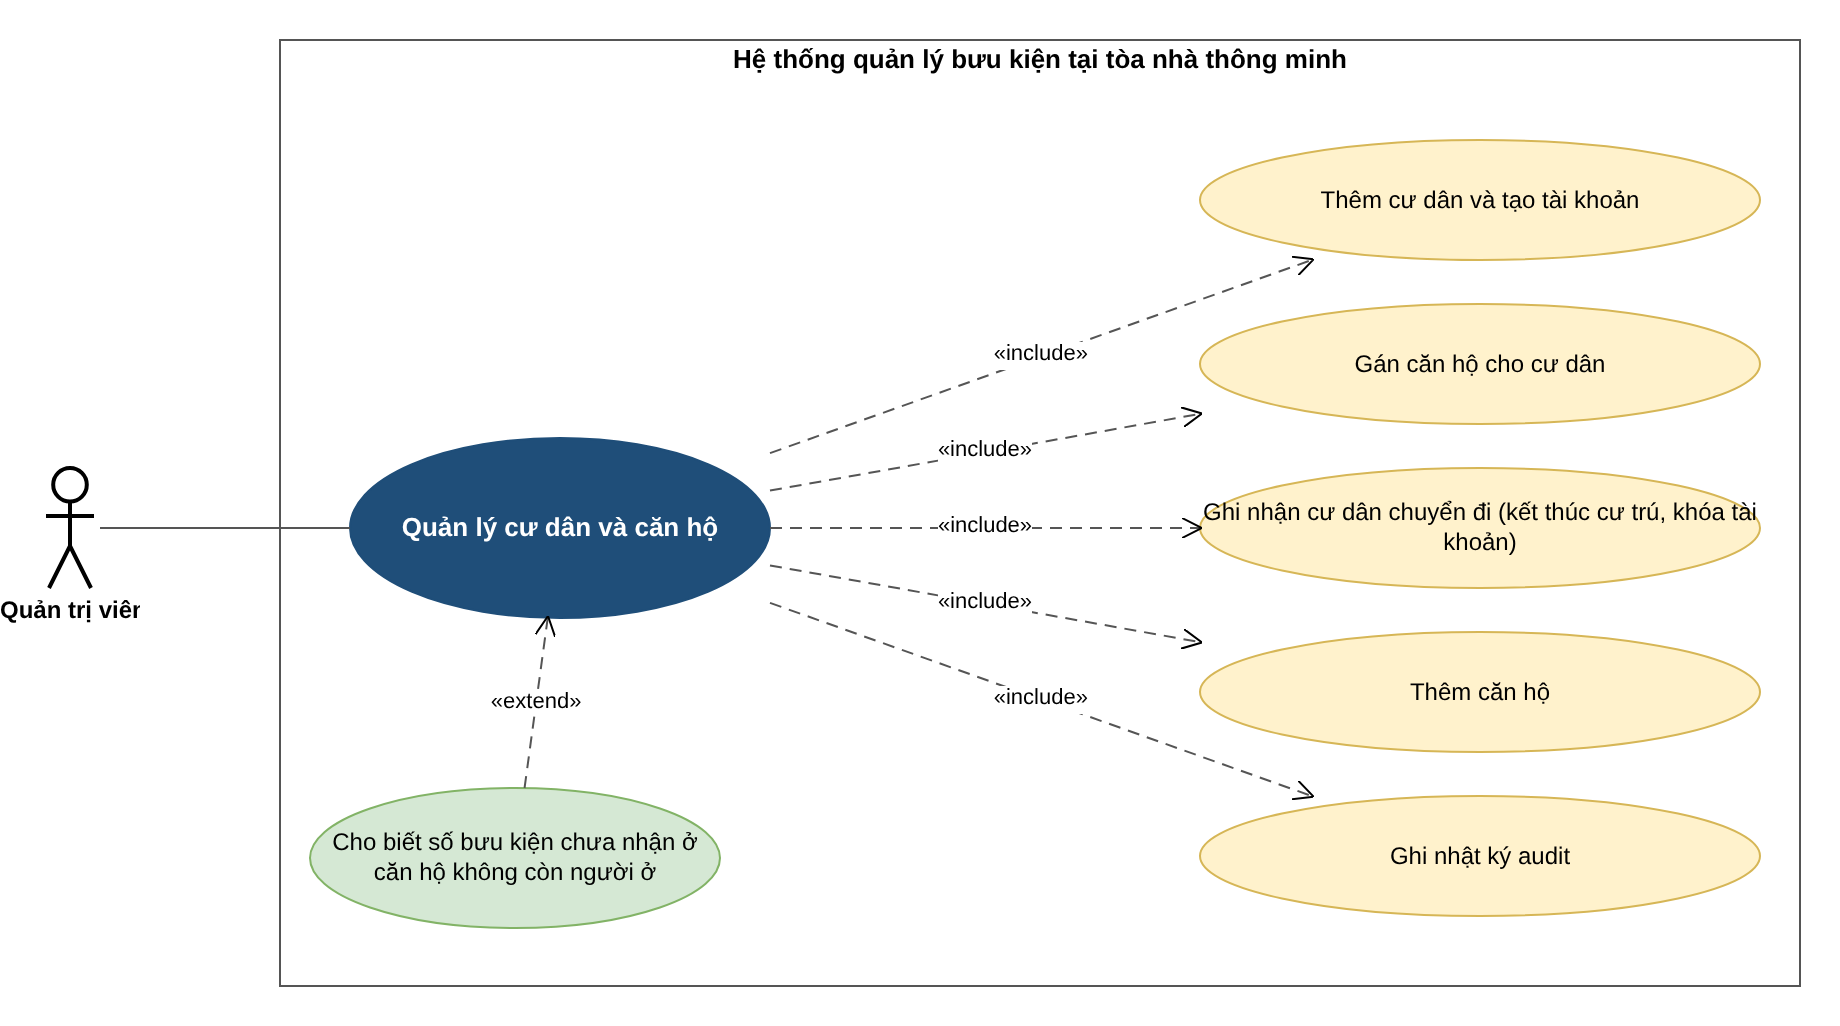 Hệ thống quản lý bưu kiện tại tòa nhà thông minh
Thêm cư dân và tạo tài khoản
«include»
Gán căn hộ cho cư dân
«include»
Quản trị viên
Quản lý cư dân và căn hộ
«include»
Ghi nhận cư dân chuyển đi (kết thúc cư trú, khóa tài
khoản)
«include»
Thêm căn hộ
«include»
«extend»
Cho biết số bưu kiện chưa nhận ở
căn hộ không còn người ở
Ghi nhật ký audit